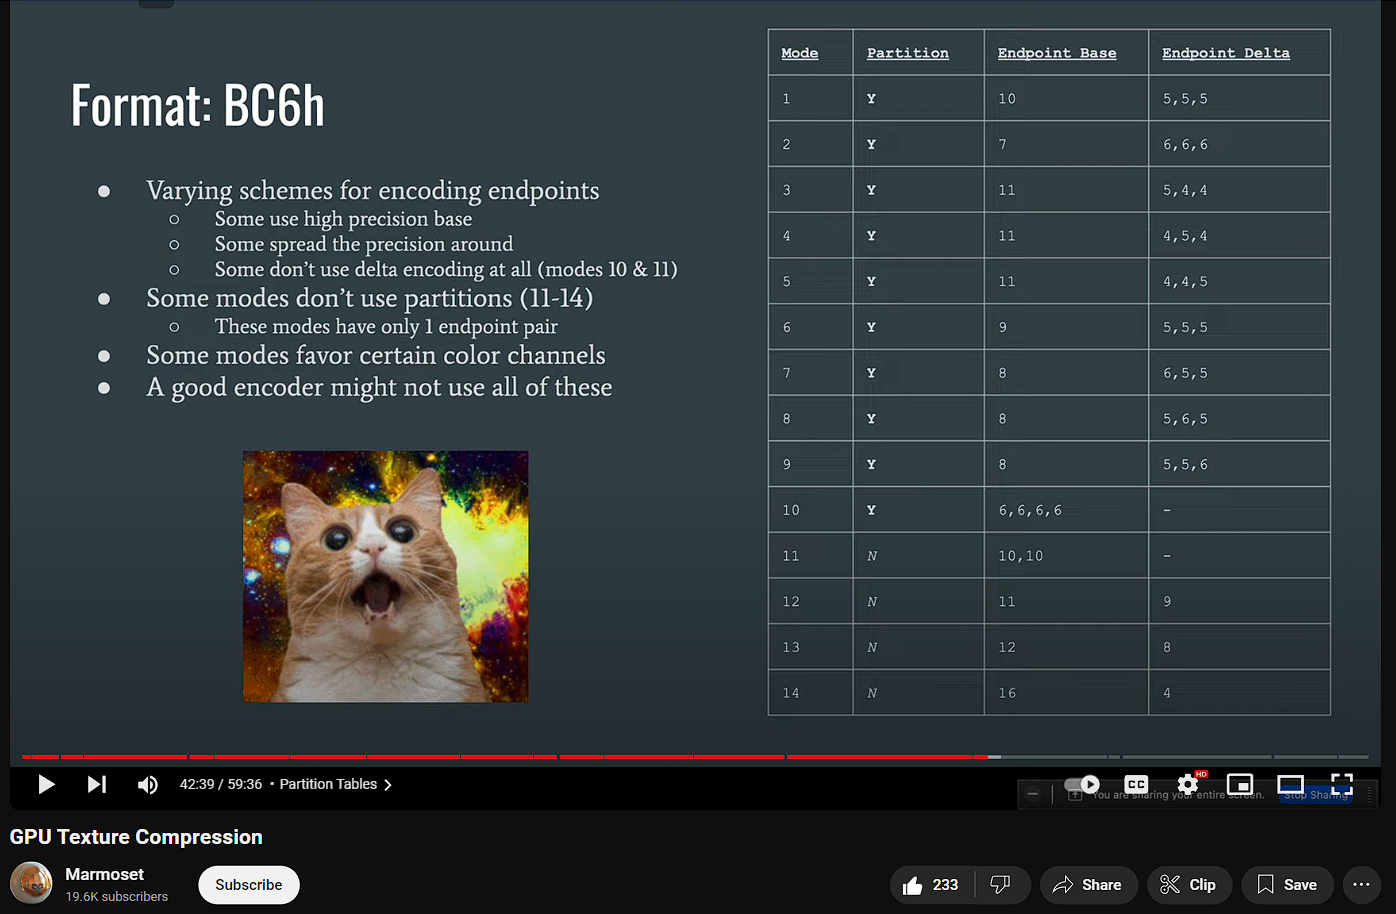 Format: BC6h
● Varying schemes for encoding endpoints
○ Some use high precision base
○ Some spread the precision around
○ Some don't use delta encoding at all (modes 10 & 11)
● Some modes don't use partitions (11-14)
○ These modes have only 1 endpoint pair
● Some modes favor certain color channels
● A good encoder might not use all of these
Mode Partition Endpoint Base Endpoint Delta
1 Y 10 5,5,5
2 Y 7 6,6,6
3 Y 11 5,4,4
4 Y 11 4,5,4
5 Y 11 4,4,5
6 Y 9 5,5,5
7 Y 8 6,5,5
8 Y 8 5,6,5
9 Y 8 5,5,6
10 Y 6,6,6,6 -
11 N 10,10 -
12 N 11 9
13 N 12 8
14 N 16 4
42:39 / 59:36 • Partition Tables
CC
HD
You are sharing your entire screen. Stop Sharing
GPU Texture Compression
Marmoset
19.6K subscribers
Subscribe
233
Share
Clip
Save